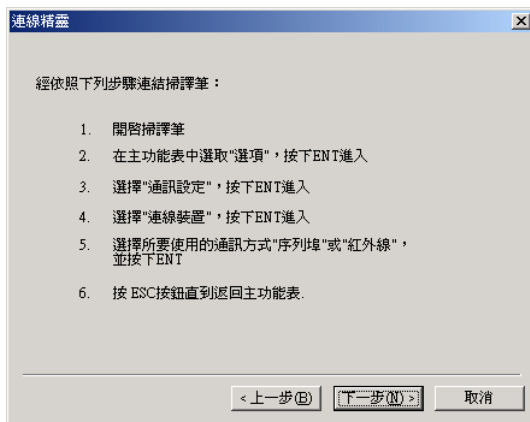 連線精靈
經依照下列步驟連結掃譯筆：
1. 開啓掃譯筆
2. 在主功能表中選取"選項"，按下ENT進入
3. 選擇"通訊設定"，按下ENT進入
4. 選擇"連線裝置"，按下ENT進入
5. 選擇所要使用的通訊方式"序列埠"或"紅外線"，
並按下ENT
6. 按 ESC按鈕直到返回主功能表.
<上一步(B) 下一步(N) > 取消